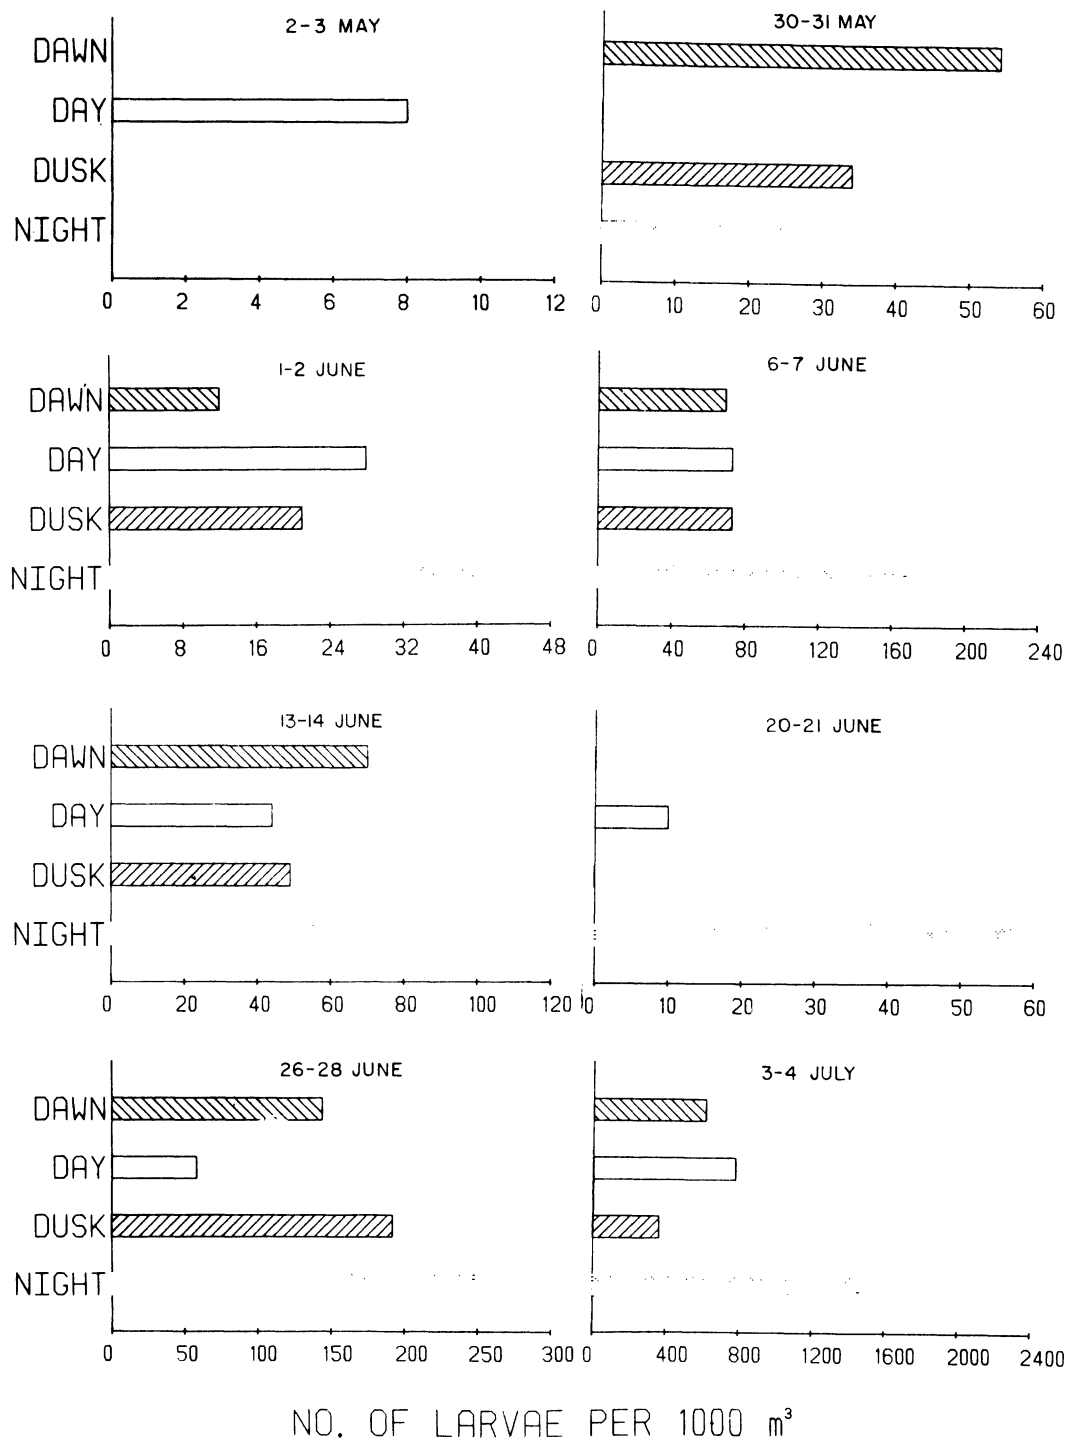 2-3 MAY
DAWN
DAY
DUSK
NIGHT
0 2 4 6 8 10 12
30-31 MAY
0 10 20 30 40 50 60
1-2 JUNE
DAWN
DAY
DUSK
NIGHT
0 8 16 24 32 40 48
6-7 JUNE
0 40 80 120 160 200 240
13-14 JUNE
DAWN
DAY
DUSK
NIGHT
0 20 40 60 80 100 120
20-21 JUNE
0 10 20 30 40 50 60
26-28 JUNE
DAWN
DAY
DUSK
NIGHT
0 50 100 150 200 250 300
3-4 JULY
0 400 800 1200 1600 2000 2400
NO. OF LARVAE PER 1000 m³